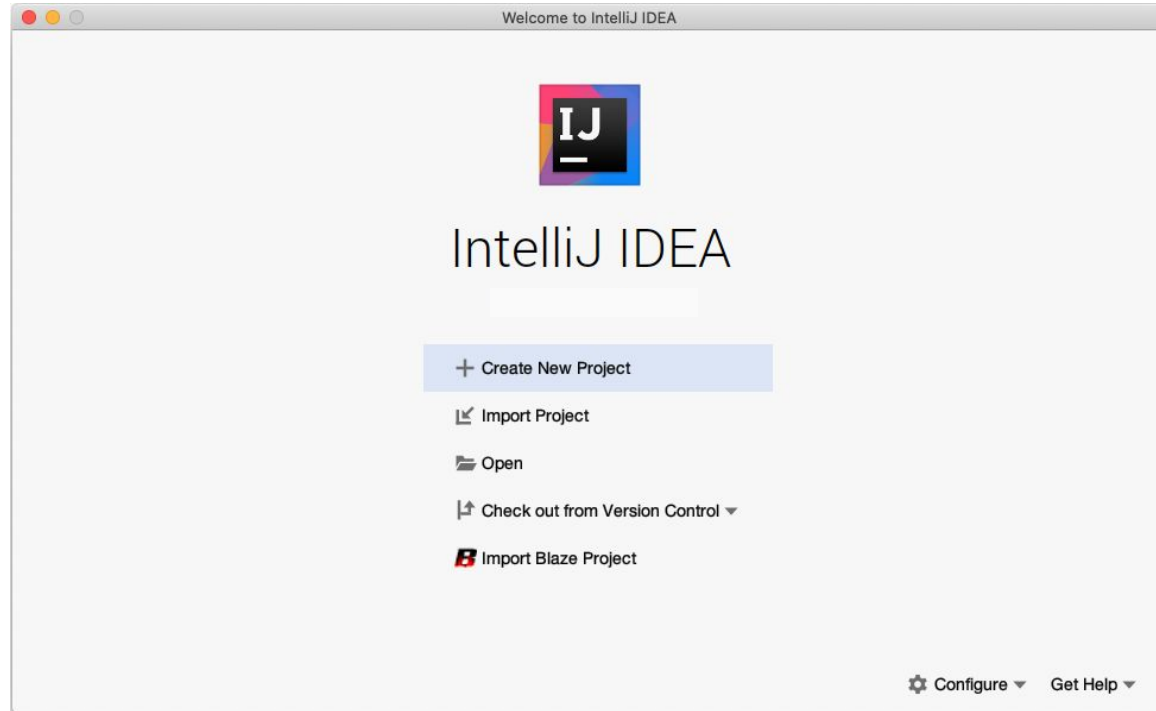 Welcome to IntelliJ IDEA
IJ
IntelliJ IDEA
Create New Project
Import Project
Open
Check out from Version Control
B Import Blaze Project
Configure Get Help